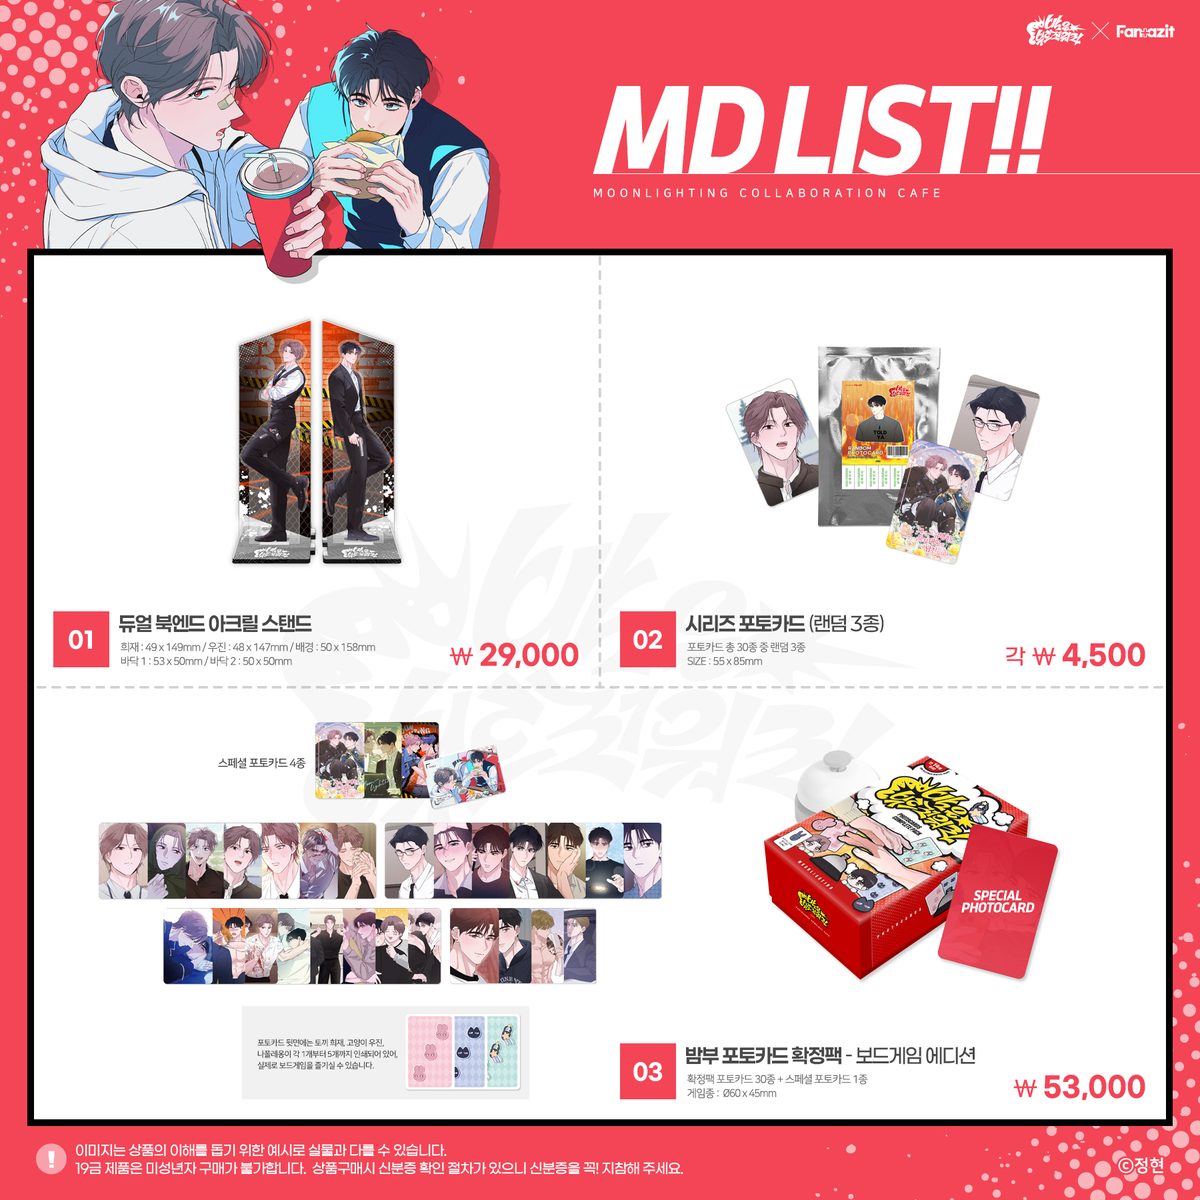 밤은 부드러워라
Fantazit
MD LIST!!
MOONLIGHTING COLLABORATION CAFE
01
듀얼 북엔드 아크릴 스탠드
희재 : 49 x 149mm / 우진 : 48 x 147mm / 배경 : 50 x 158mm
바닥 1 : 53 x 50mm / 바닥 2 : 50 x 50mm
₩ 29,000
I TOLD YA
RANDOM PHOTOCARD
02
시리즈 포토카드 (랜덤 3종)
포토카드 총 30종 중 랜덤 3종
SIZE : 55 x 85mm
각 ₩ 4,500
스페셜 포토카드 4종
포토카드 뒷면에는 토끼 희재, 고양이 우진,
나폴레옹이 각 1개부터 5개까지 인쇄되어 있어,
실제로 보드게임을 즐기실 수 있습니다.
SPECIAL
PHOTOCARD
03
밤부 포토카드 확정팩 - 보드게임 에디션
확정팩 포토카드 30종 + 스페셜 포토카드 1종
게임종 : Ø60 x 45mm
₩ 53,000
이미지는 상품의 이해를 돕기 위한 예시로 실물과 다를 수 있습니다.
19금 제품은 미성년자 구매가 불가합니다. 상품구매시 신분증 확인 절차가 있으니 신분증을 꼭! 지참해 주세요.
©정현